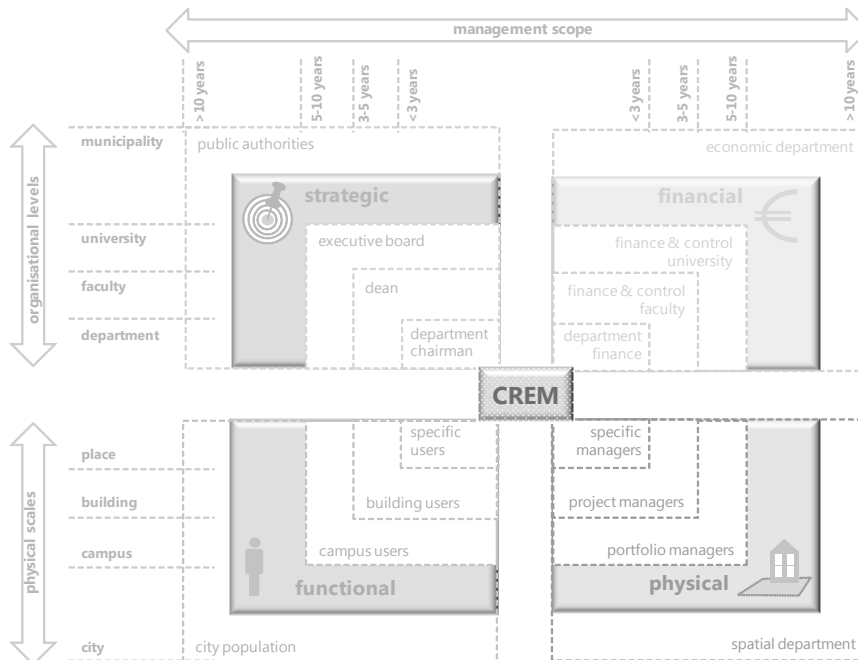 management scope
> 10 years
5-10 years
3-5 years
<3 years
<3 years
3-5 years
5-10 years
> 10 years
organisational levels
municipality
public authorities
economic department
strategic
financial
university
executive board
finance & control
university
faculty
dean
finance & control
faculty
department
department
chairman
department
finance
CREM
physical scales
place
specific
users
specific
managers
building
building users
project managers
campus
campus users
portfolio managers
functional
physical
city
city population
spatial department